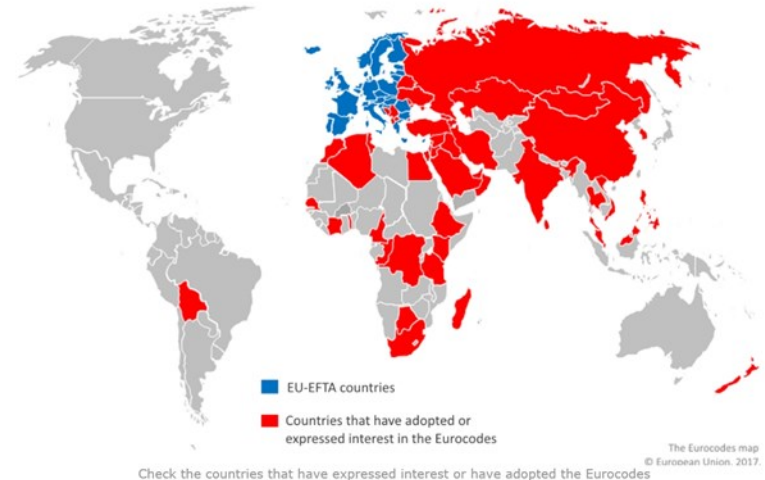 EU-EFTA countries
Countries that have adopted or
expressed interest in the Eurocodes
The Eurocodes map
© European Union, 2017.
Check the countries that have expressed interest or have adopted the Eurocodes